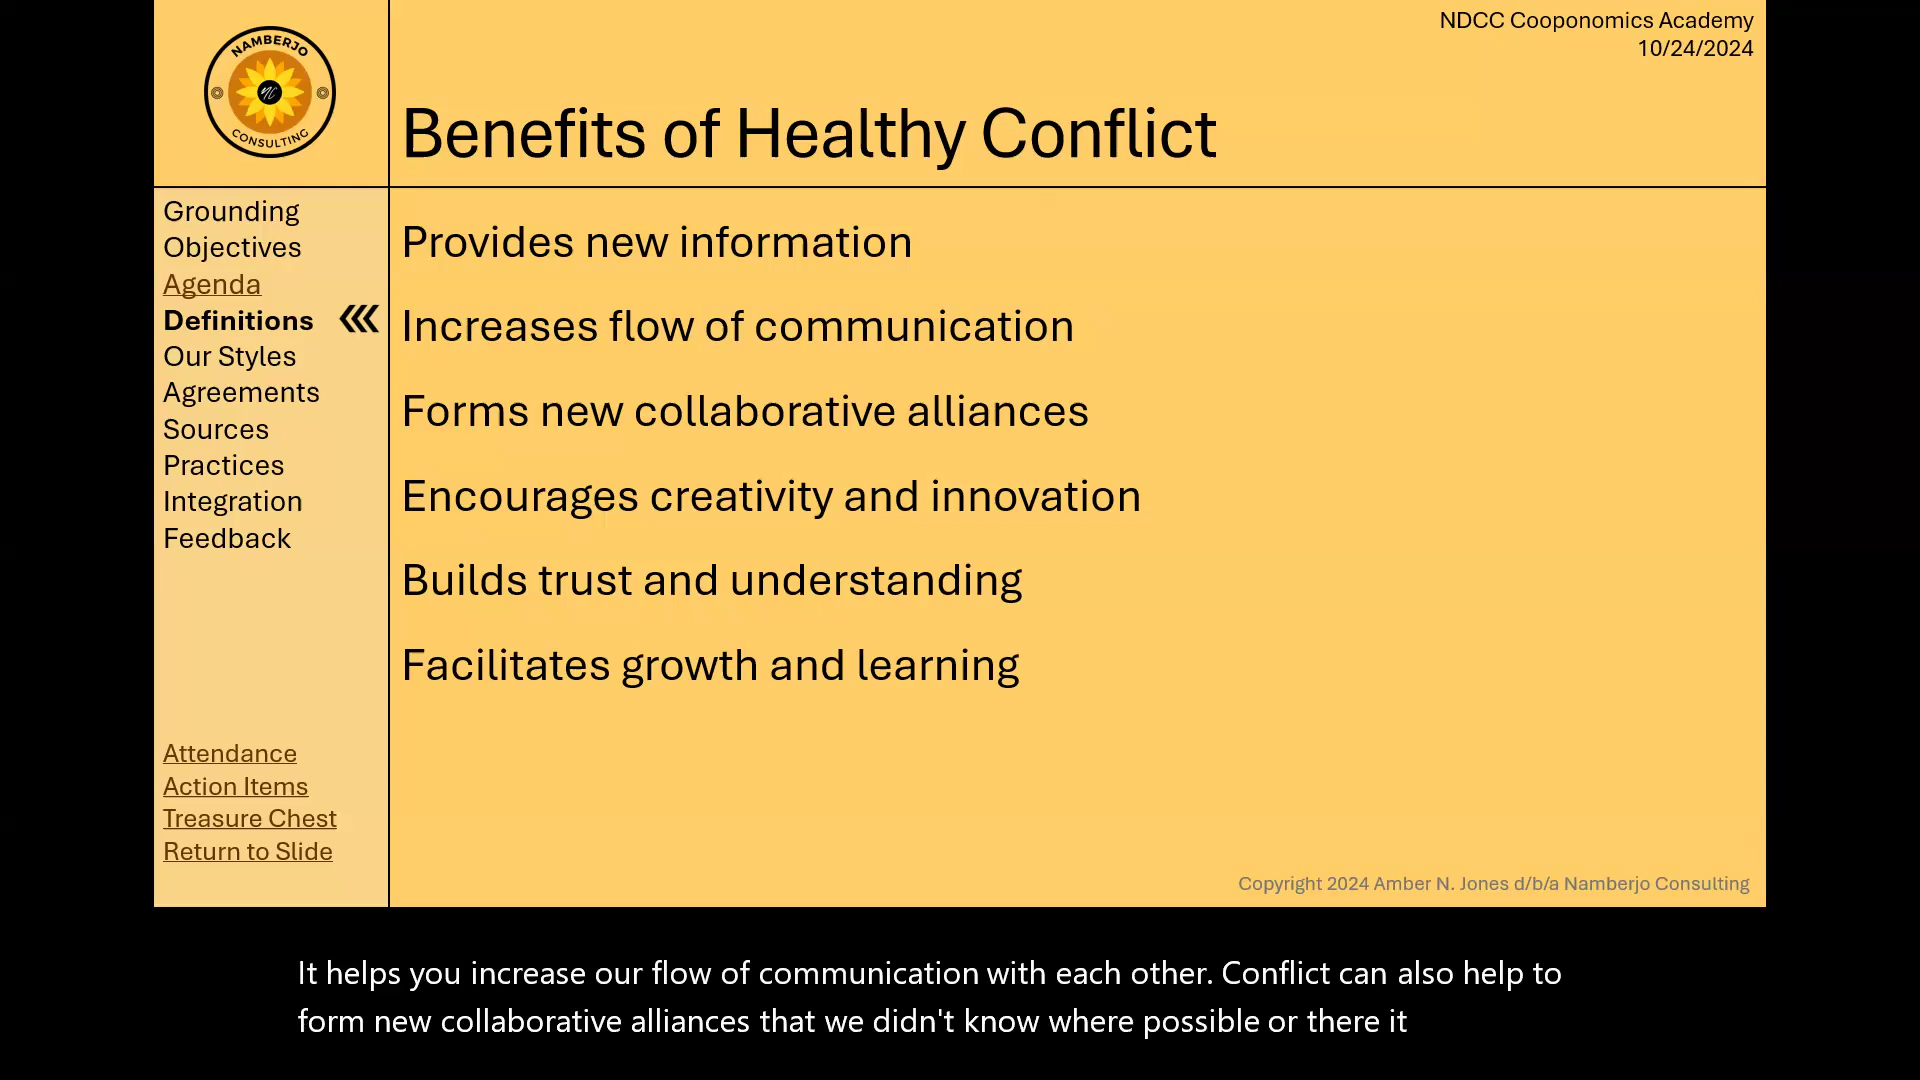 NAMBERJO
CONSULTING
NC
NDCC Cooponomics Academy
10/24/2024
Benefits of Healthy Conflict
Grounding
Objectives
Agenda
Definitions
Our Styles
Agreements
Sources
Practices
Integration
Feedback
Attendance
Action Items
Treasure Chest
Return to Slide
Provides new information
Increases flow of communication
Forms new collaborative alliances
Encourages creativity and innovation
Builds trust and understanding
Facilitates growth and learning
Copyright 2024 Amber N. Jones d/b/a Namberjo Consulting
It helps you increase our flow of communication with each other. Conflict can also help to
form new collaborative alliances that we didn't know where possible or there it